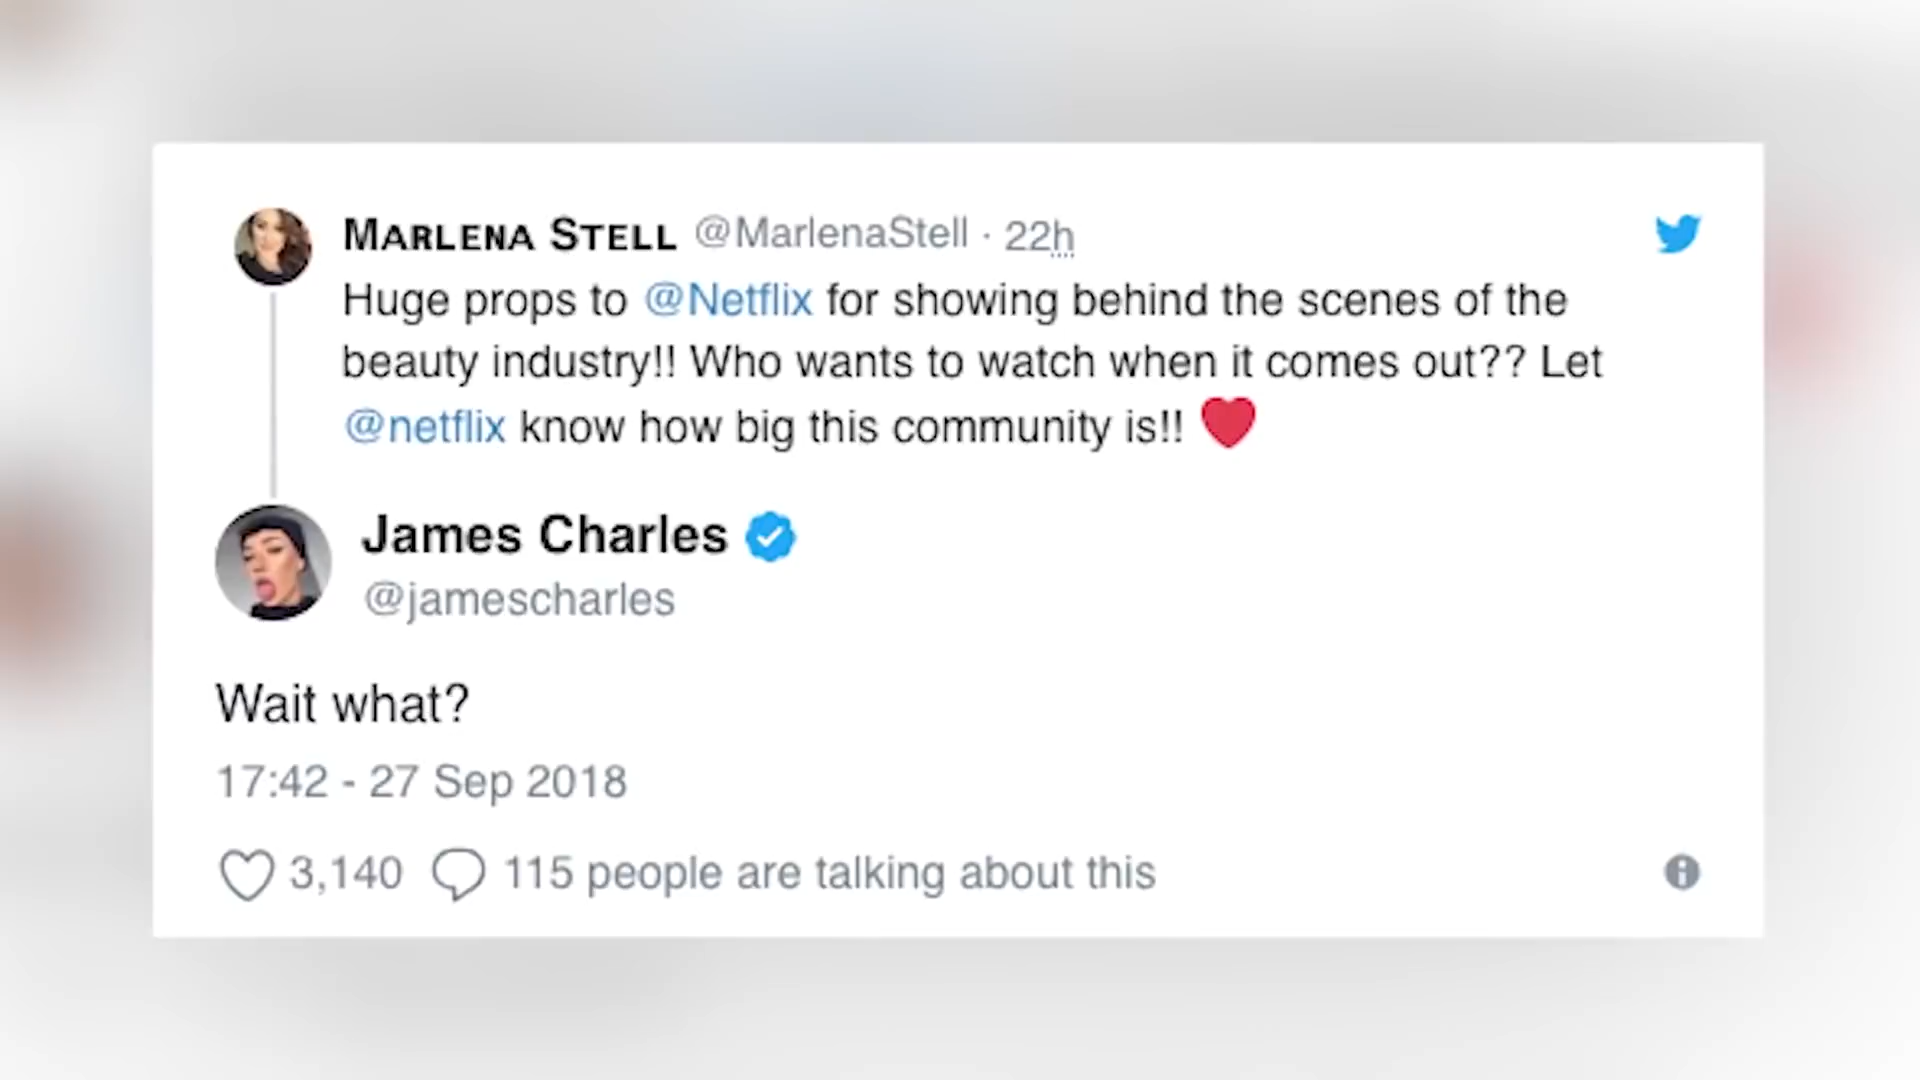 MARLENA STELL @MarlenaStell · 22h
Huge props to @Netflix for showing behind the scenes of the
beauty industry!! Who wants to watch when it comes out?? Let
@netflix know how big this community is!! ❤️
James Charles
@jamescharles
Wait what?
17:42 - 27 Sep 2018
3,140 115 people are talking about this